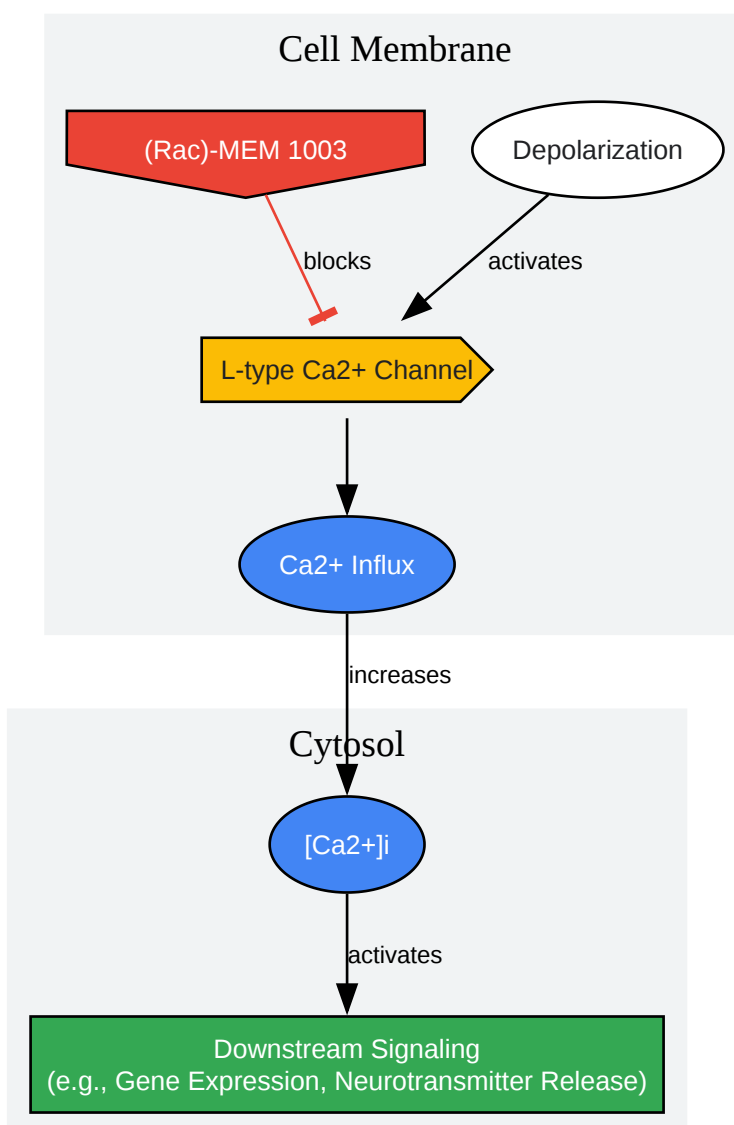 Cell Membrane
(Rac)-MEM 1003
Depolarization
blocks
activates
L-type Ca2+ Channel
Ca2+ Influx
increases
Cytosol
[Ca2+]i
activates
Downstream Signaling
(e.g., Gene Expression, Neurotransmitter Release)